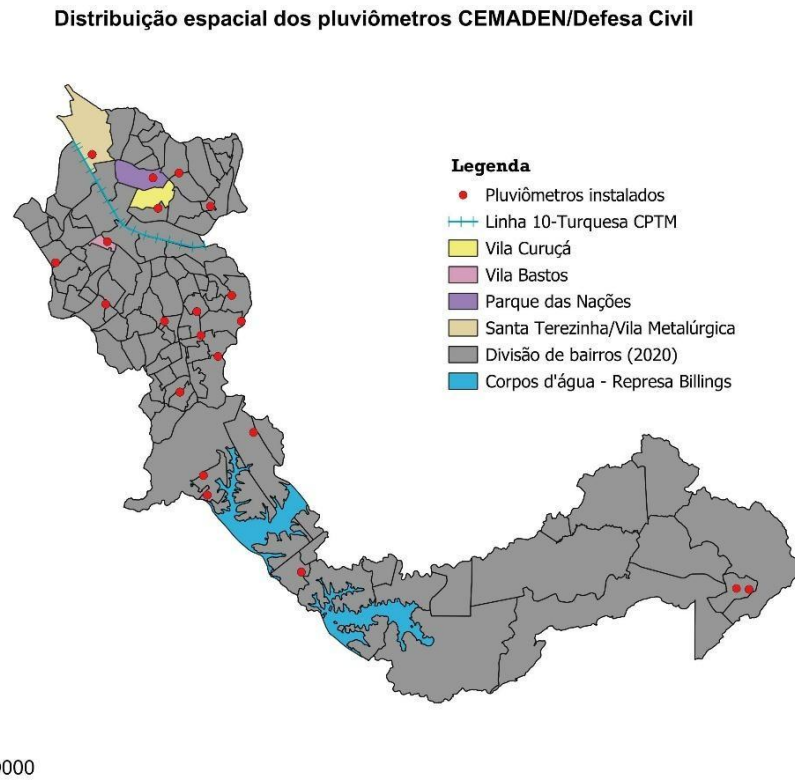 Distribuição espacial dos pluviômetros CEMADEN/Defesa Civil
Legenda
Pluviômetros instalados
Linha 10-Turquesa CPTM
Vila Curuçá
Vila Bastos
Parque das Nações
Santa Terezinha/Vila Metalúrgica
Divisão de bairros (2020)
Corpos d'água - Represa Billings